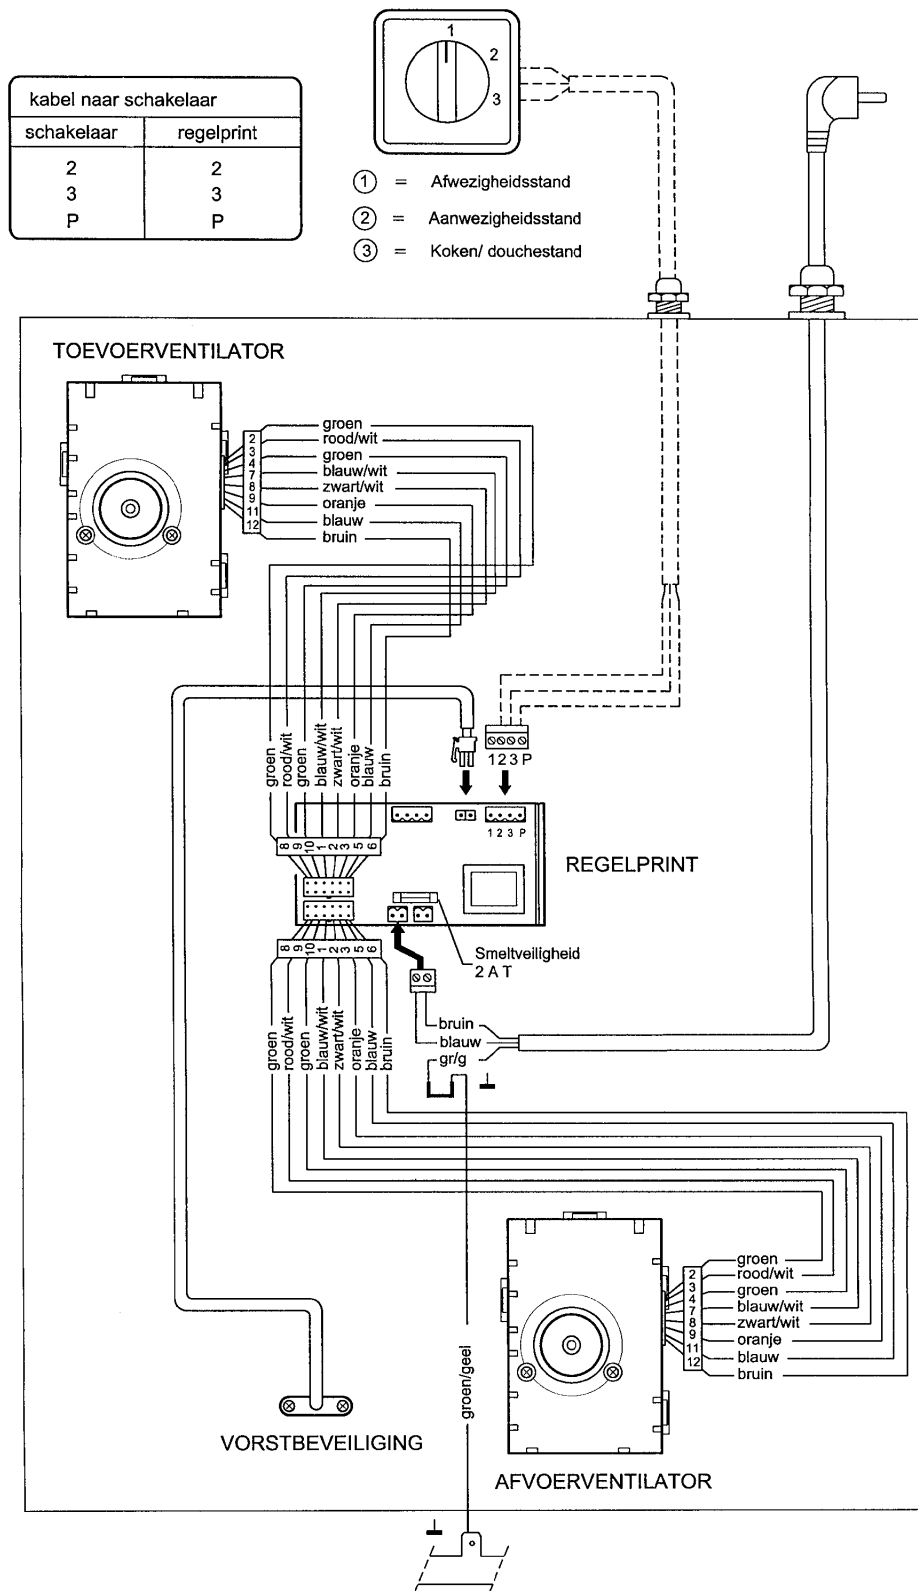 1
2
3
kabel naar schakelaar
schakelaar regelprint
2 2
3 3
P P
1 = Afwezigheidsstand
2 = Aanwezigheidsstand
3 = Koken/ douchestand
TOEVOERVENTILATOR
2
3
4
7
8
9
11
12
groen
rood/wit
groen
blauw/wit
zwart/wit
oranje
blauw
bruin
groen
rood/wit
groen
blauw/wit
zwart/wit
oranje
blauw
bruin
1 2 3 P
1 2 3 P
8 9 10 1 2 3 5 6
REGELPRINT
8 9 10 1 2 3 5 6
Smeltveiligheid
2 A T
groen
rood/wit
groen
blauw/wit
zwart/wit
oranje
blauw
bruin
bruin
blauw
gr/g
2
3
4
7
8
9
11
12
groen
rood/wit
groen
blauw/wit
zwart/wit
oranje
blauw
bruin
groen/geel
VORSTBEVEILIGING
AFVOERVENTILATOR